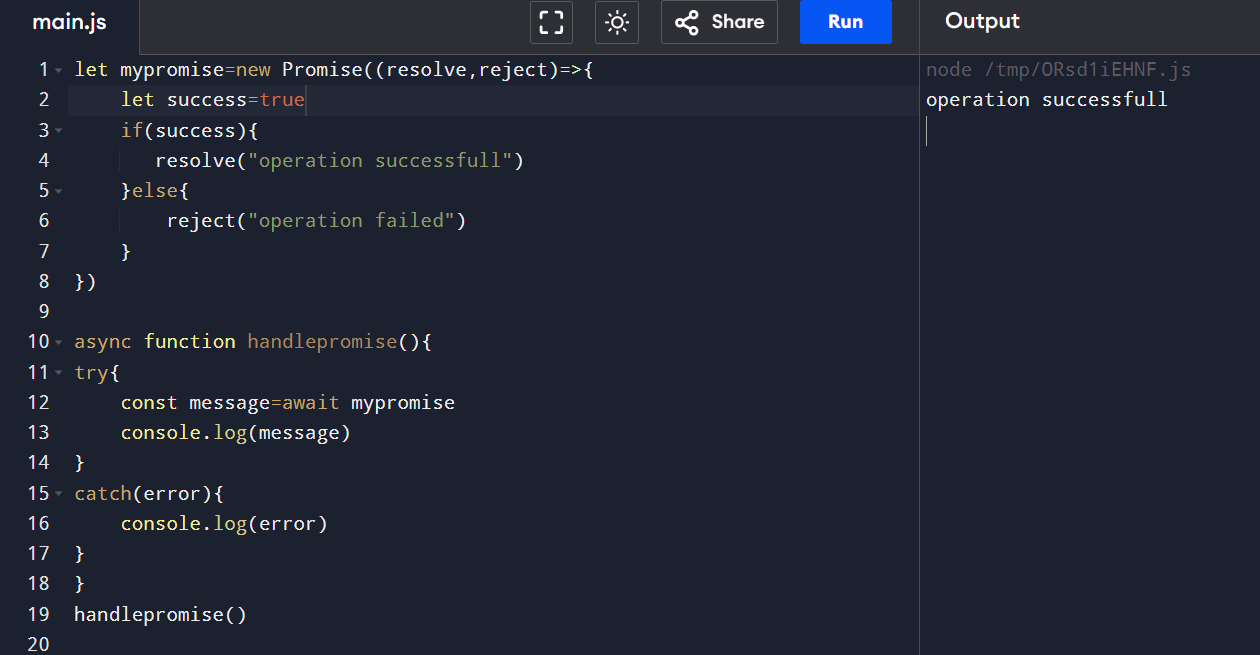 main.js Share Run Output
1 let mypromise=new Promise((resolve,reject)=>{
2     let success=true
3     if(success){
4        resolve("operation successfull")
5     }else{
6         reject("operation failed")
7     }
8 })
9
10 async function handlepromise(){
11 try{
12     const message=await mypromise
13     console.log(message)
14 }
15 catch(error){
16     console.log(error)
17 }
18 }
19 handlepromise()
20
node /tmp/ORsd1iEHNF.js
operation successfull